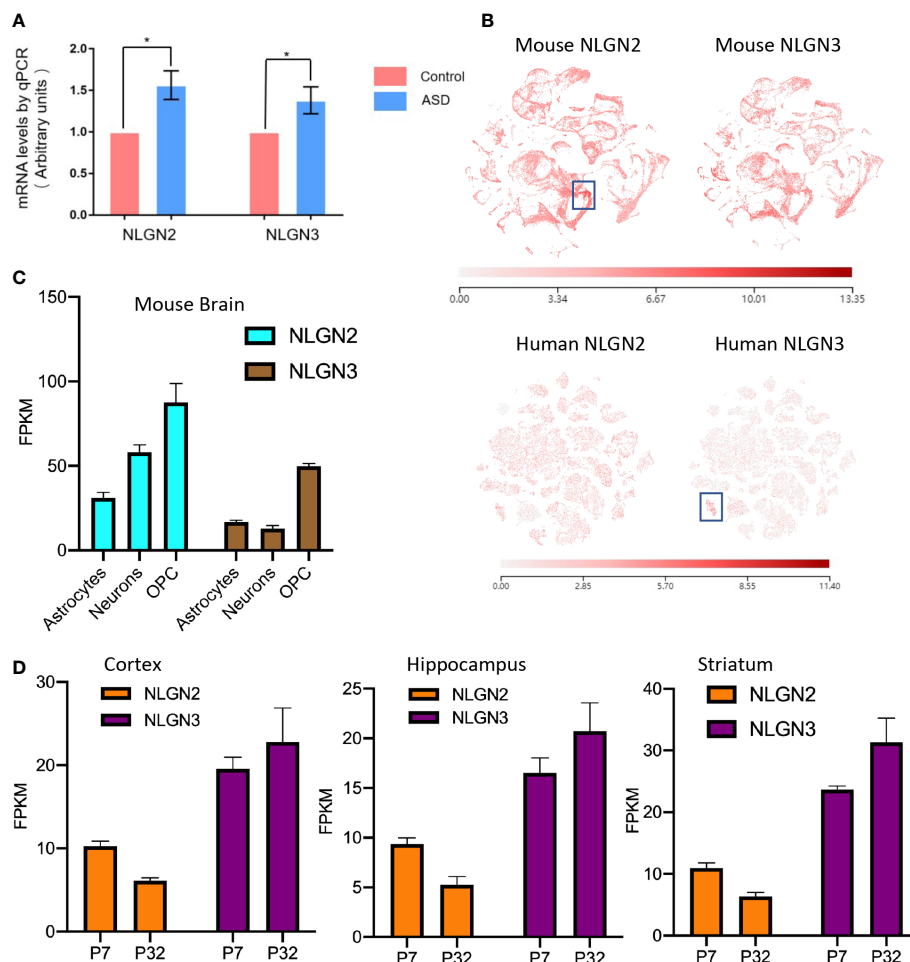 A
mRNA levels by qPCR
( Arbitrary units )
2.0
1.5
1.0
0.5
0.0
*
*
NLGN2
NLGN3
Control
ASD
B
Mouse NLGN2
Mouse NLGN3
0.00
3.34
6.67
10.01
13.35
Human NLGN2
Human NLGN3
0.00
2.85
5.70
8.55
11.40
C
Mouse Brain
NLGN2
NLGN3
FPKM
150
100
50
0
Astrocytes
Neurons
OPC
Astrocytes
Neurons
OPC
D
Cortex
NLGN2
NLGN3
FPKM
30
20
10
0
P7
P32
P7
P32
Hippocampus
NLGN2
NLGN3
FPKM
25
20
15
10
5
0
P7
P32
P7
P32
Striatum
NLGN2
NLGN3
FPKM
40
30
20
10
0
P7
P32
P7
P32